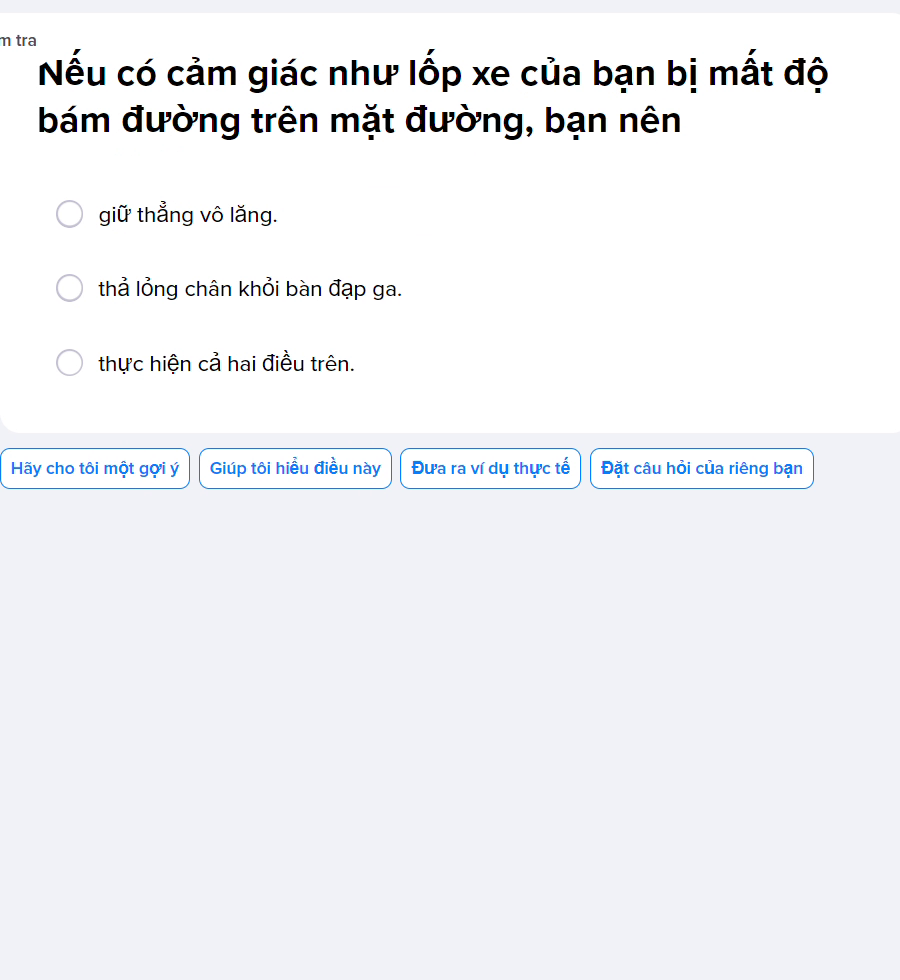 m tra
Nếu có cảm giác như lốp xe của bạn bị mất độ
bám đường trên mặt đường, bạn nên
giữ thẳng vô lăng.
thả lỏng chân khỏi bàn đạp ga.
thực hiện cả hai điều trên.
Hãy cho tôi một gợi ý
Giúp tôi hiểu điều này
Đưa ra ví dụ thực tế
Đặt câu hỏi của riêng bạn